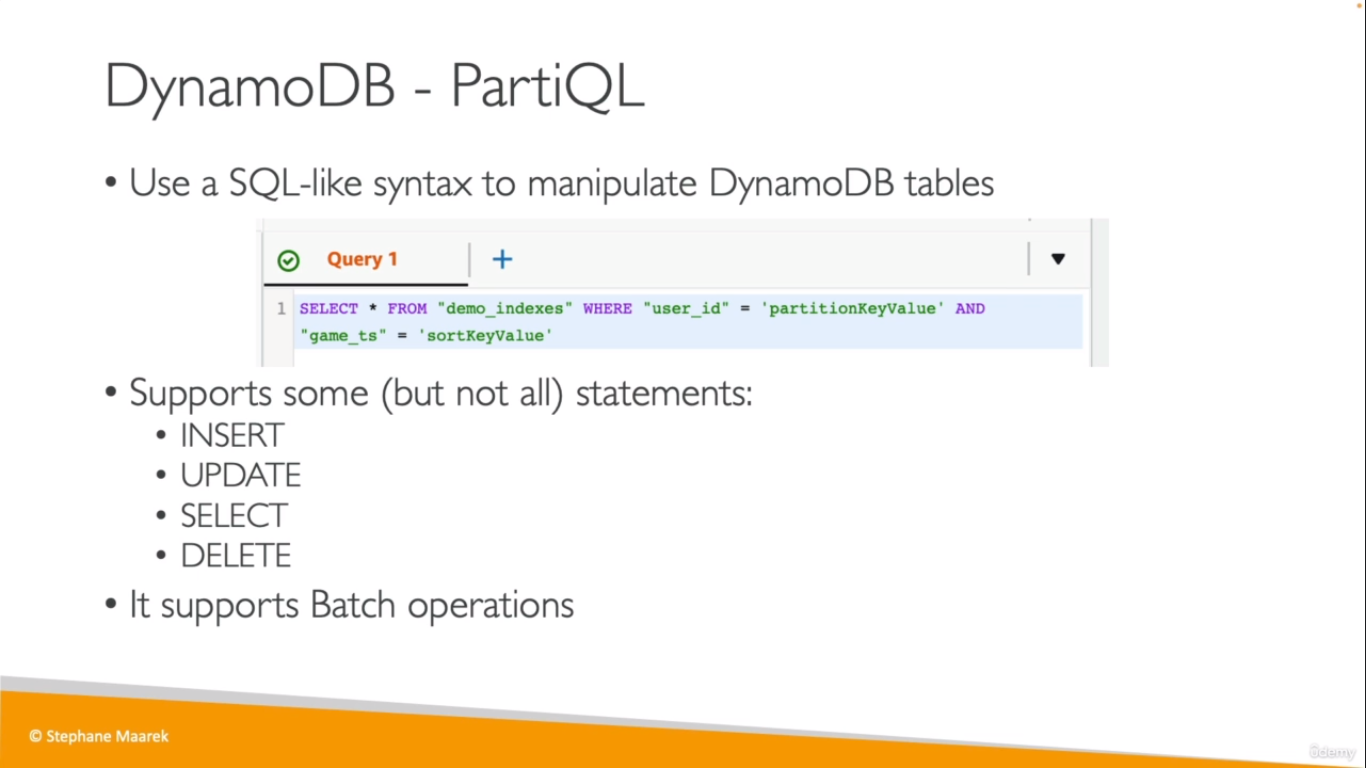 DynamoDB - PartiQL
• Use a SQL-like syntax to manipulate DynamoDB tables
Query 1
1 SELECT * FROM "demo_indexes" WHERE "user_id" = 'partitionKeyValue' AND
"game_ts" = 'sortKeyValue'
• Supports some (but not all) statements:
• INSERT
• UPDATE
• SELECT
• DELETE
• It supports Batch operations
© Stephane Maarek
ûdemy